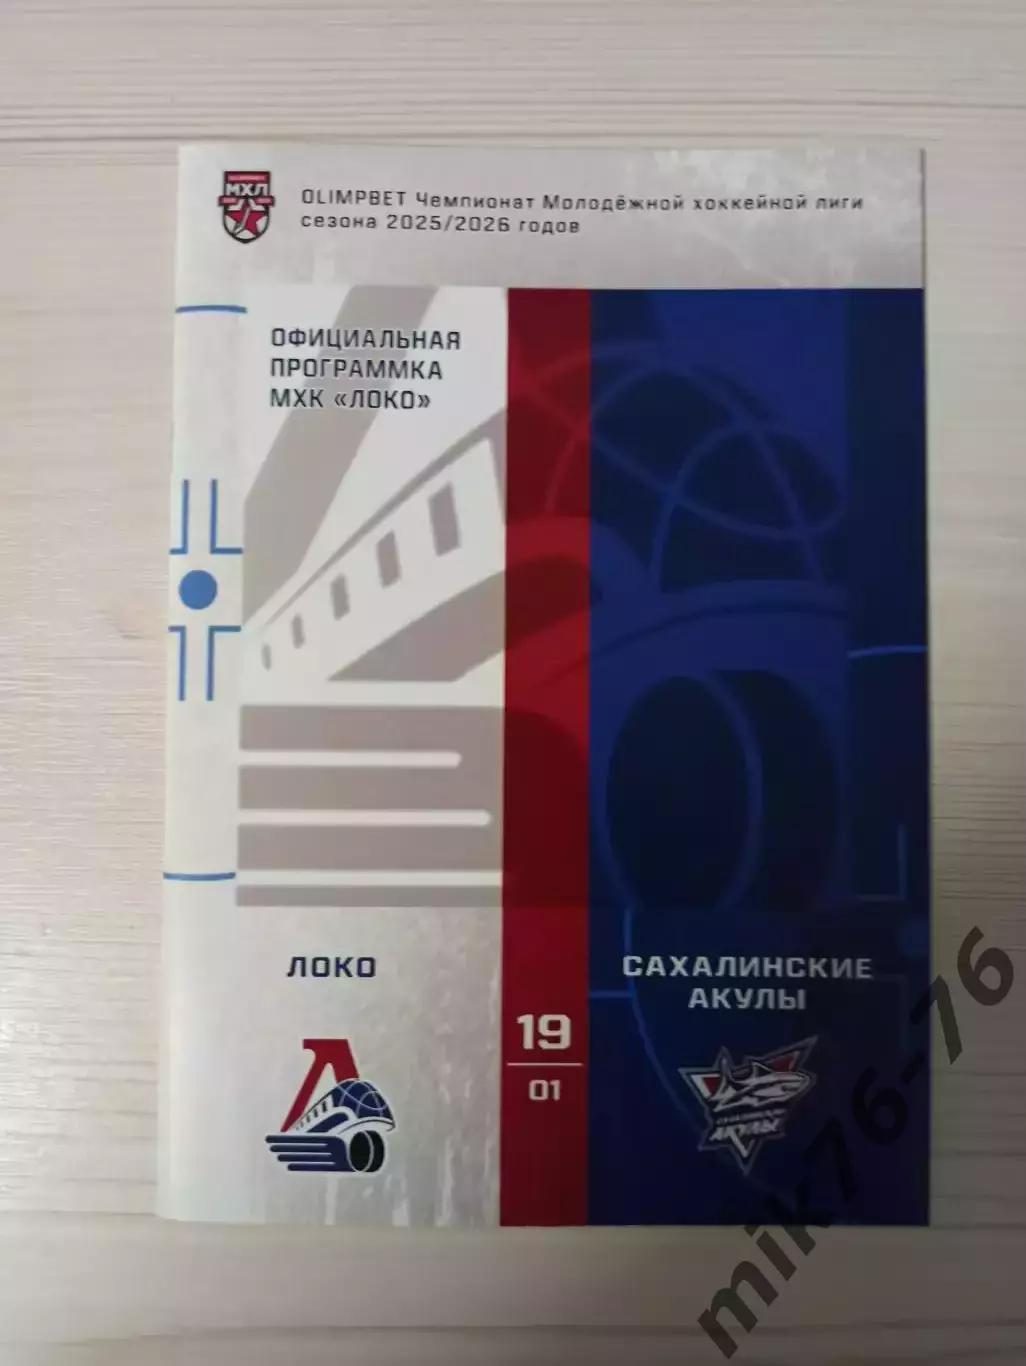 МХЛ
OLIMPBET Чемпионат Молодёжной хоккейной лиги
сезона 2025/2026 годов
ОФИЦИАЛЬНАЯ
ПРОГРАММКА
МХК «ЛОКО»
ЛОКО
САХАЛИНСКИЕ
АКУЛЫ
19
01
АКУЛЫ
mik76-76